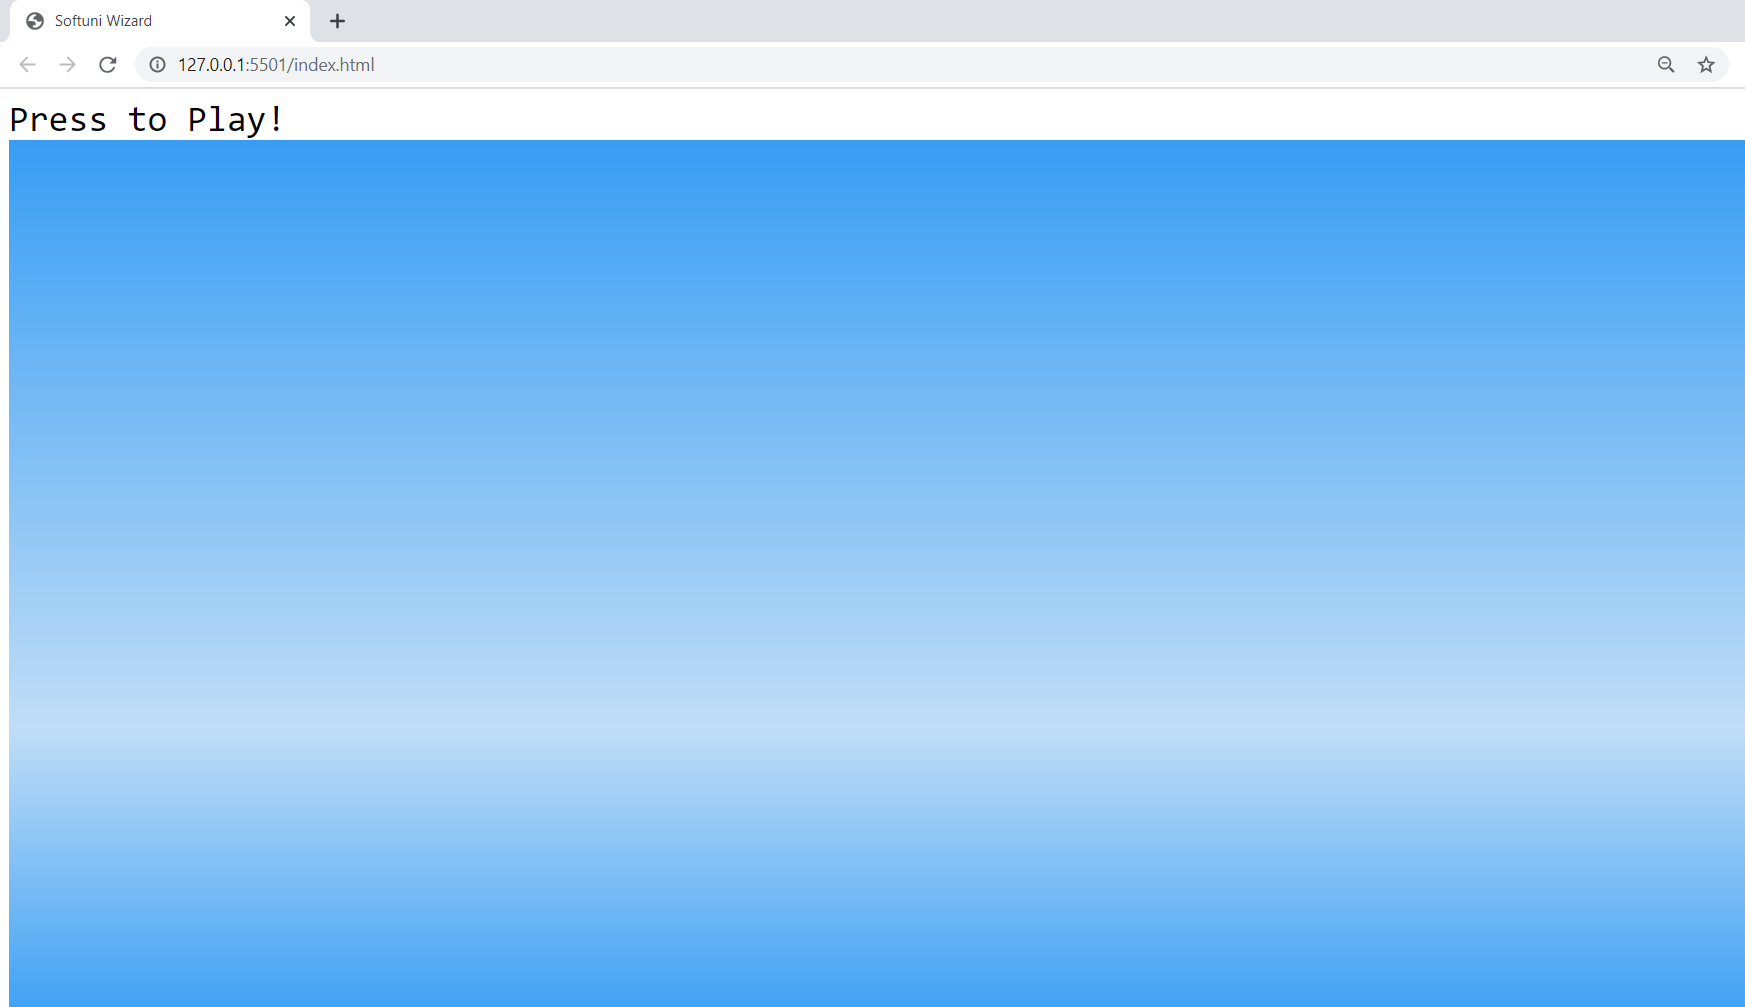 Softuni Wizard
127.0.0.1:5501/index.html
Press to Play!